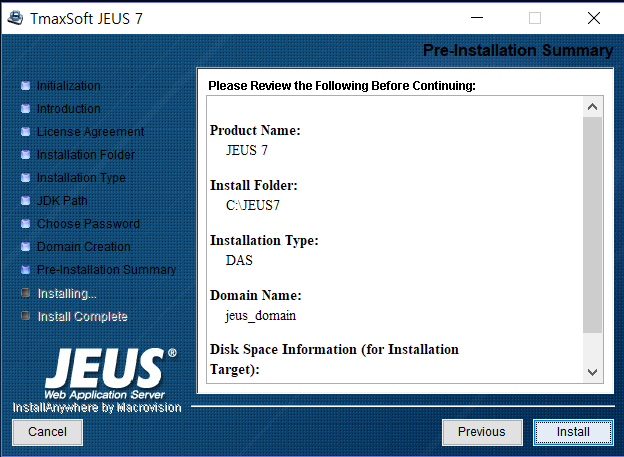 TmaxSoft JEUS 7
Pre-Installation Summary
Initialization
Introduction
License Agreement
Installation Folder
Installation Type
JDK Path
Choose Password
Domain Creation
Pre-Installation Summary
Installing...
Install Complete
JEUS®
Web Application Server
Please Review the Following Before Continuing:
Product Name:
JEUS 7
Install Folder:
C:\JEUS7
Installation Type:
DAS
Domain Name:
jeus_domain
Disk Space Information (for Installation
Target):
InstallAnywhere by Macrovision
Cancel
Previous
Install